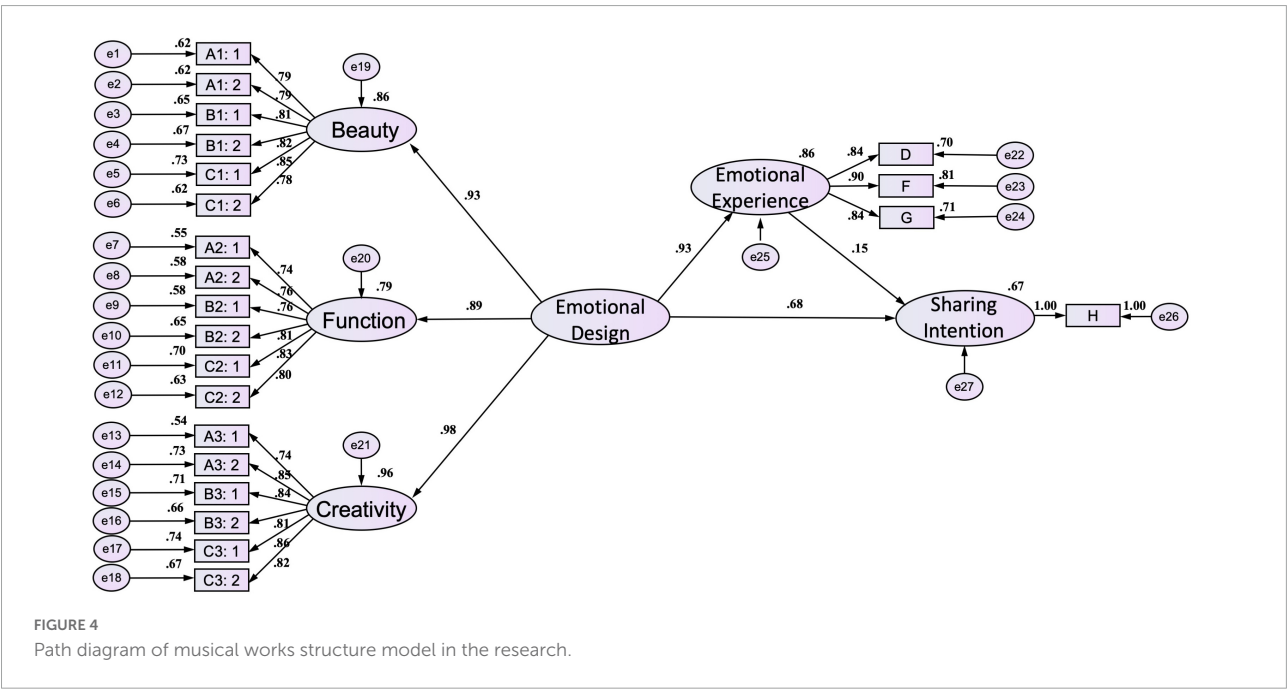 e1 .62 A1: 1
e2 .62 A1: 2
e3 .65 B1: 1
e4 .67 B1: 2
e5 .73 C1: 1
e6 .62 C1: 2
.79
.79
.81
.82
.85
.78
e19
.86
Beauty
e7 .55 A2: 1
e8 .58 A2: 2
e9 .58 B2: 1
e10 .65 B2: 2
e11 .70 C2: 1
e12 .63 C2: 2
.74
.76
.76
.81
.83
.80
e20
.79
Function
e13 .54 A3: 1
e14 .73 A3: 2
e15 .71 B3: 1
e16 .66 B3: 2
e17 .74 C3: 1
e18 .67 C3: 2
.74
.85
.84
.81
.86
.82
e21
.96
Creativity
.93
.89
.98
Emotional
Design
.93
.68
.86
Emotional
Experience
e25
.84 D .70 e22
.90 F .81 e23
.84 G .71 e24
.15
.67
Sharing
Intention
e27
1.00 H 1.00 e26
FIGURE 4
Path diagram of musical works structure model in the research.